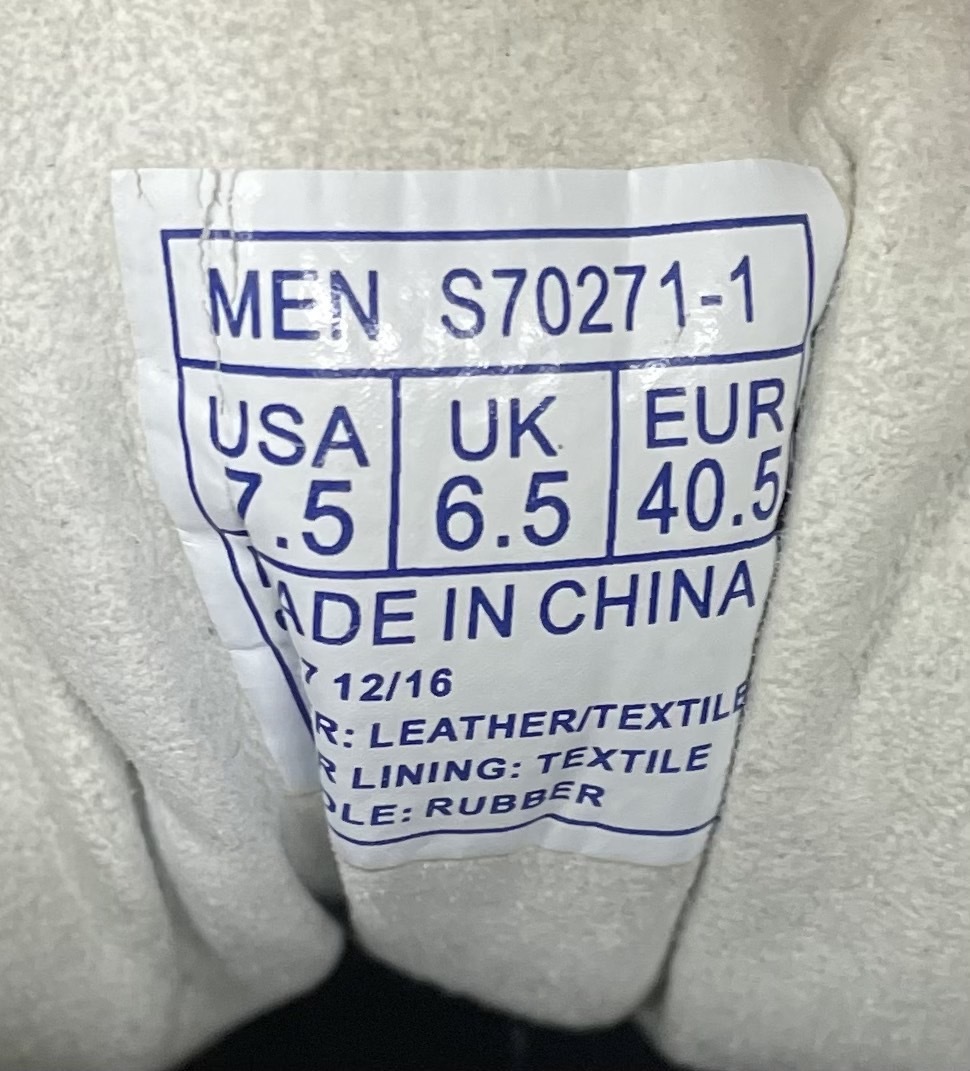 MEN S70271-1
USA UK EUR
7.5 6.5 40.5
ADE IN CHINA
7 12/16
R: LEATHER/TEXTILE
R LINING: TEXTILE
OLE: RUBBER